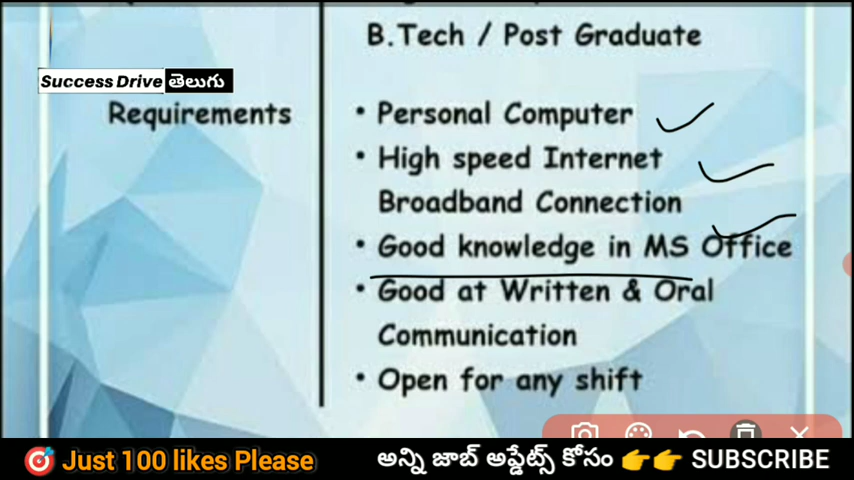 B.Tech / Post Graduate
Success Drive తెలుగు
Requirements
• Personal Computer
• High speed Internet
Broadband Connection
• Good knowledge in MS Office
• Good at Written & Oral
Communication
• Open for any shift
🎯 Just 100 likes Please
అన్ని జాబ్ అప్డేట్స్ కోసం 👉👉 SUBSCRIBE